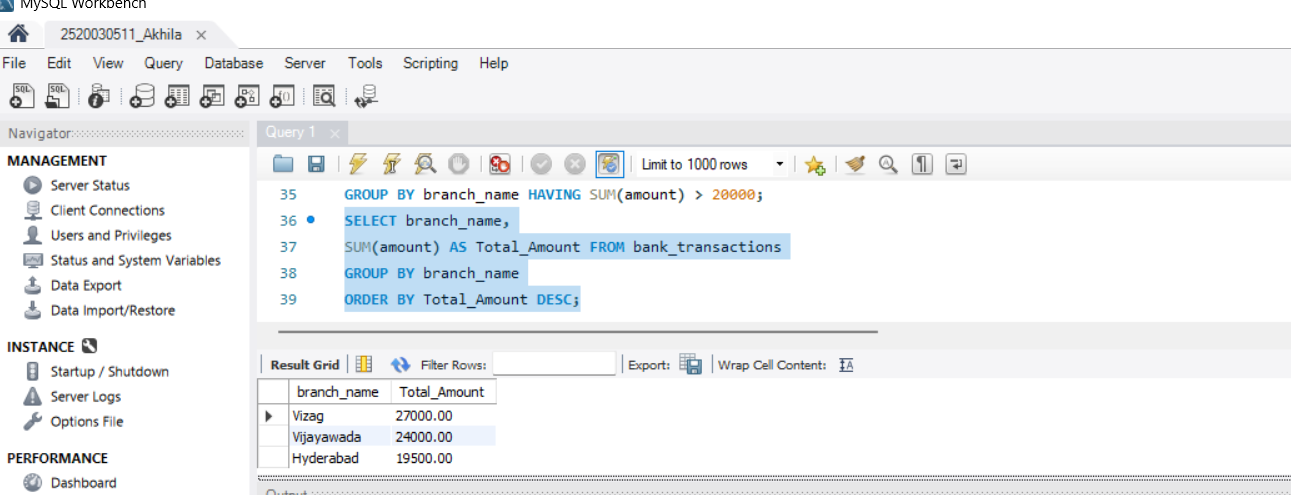 MySQL Workbench
2520030511_Akhila ×
File Edit View Query Database Server Tools Scripting Help
Navigator
Query 1 ×
MANAGEMENT
Server Status
Client Connections
Users and Privileges
Status and System Variables
Data Export
Data Import/Restore
INSTANCE
Startup / Shutdown
Server Logs
Options File
PERFORMANCE
Dashboard
Limit to 1000 rows
35 GROUP BY branch_name HAVING SUM(amount) > 20000;
36 SELECT branch_name,
37 SUM(amount) AS Total_Amount FROM bank_transactions
38 GROUP BY branch_name
39 ORDER BY Total_Amount DESC;
Result Grid Filter Rows: Export: Wrap Cell Content:
branch_name Total_Amount
Vizag 27000.00
Vijayawada 24000.00
Hyderabad 19500.00
Output